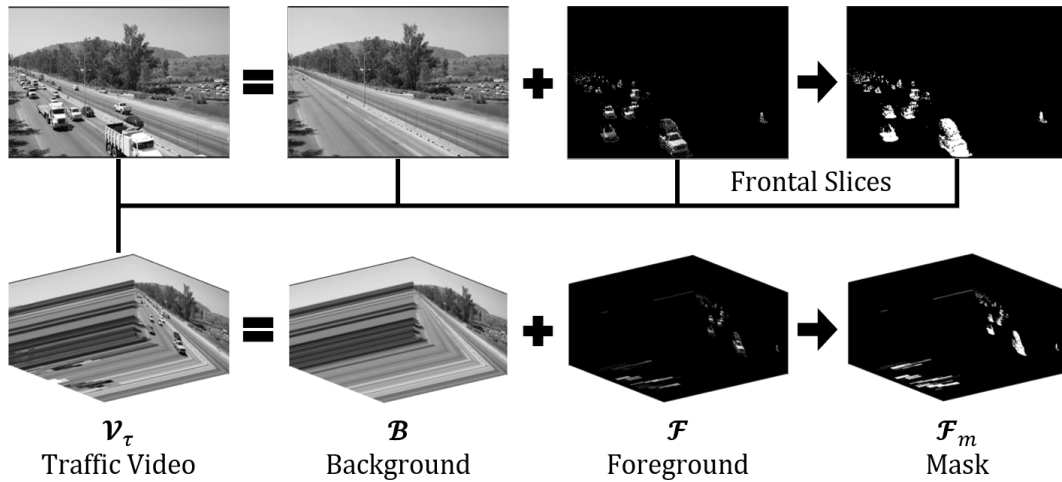 Frontal Slices
𝓥_τ
𝓑
𝓕
𝓕_m
Traffic Video
Background
Foreground
Mask